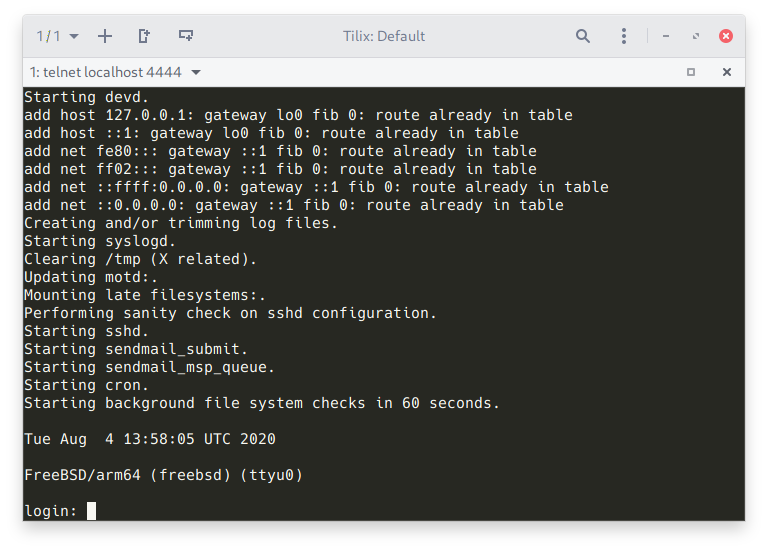 1/1
Tilix: Default
1: telnet localhost 4444
Starting devd.
add host 127.0.0.1: gateway lo0 fib 0: route already in table
add host ::1: gateway lo0 fib 0: route already in table
add net fe80::: gateway ::1 fib 0: route already in table
add net ff02::: gateway ::1 fib 0: route already in table
add net ::ffff:0.0.0.0: gateway ::1 fib 0: route already in table
add net ::0.0.0.0: gateway ::1 fib 0: route already in table
Creating and/or trimming log files.
Starting syslogd.
Clearing /tmp (X related).
Updating motd:.
Mounting late filesystems:.
Performing sanity check on sshd configuration.
Starting sshd.
Starting sendmail_submit.
Starting sendmail_msp_queue.
Starting cron.
Starting background file system checks in 60 seconds.
Tue Aug  4 13:58:05 UTC 2020
FreeBSD/arm64 (freebsd) (ttyu0)
login: